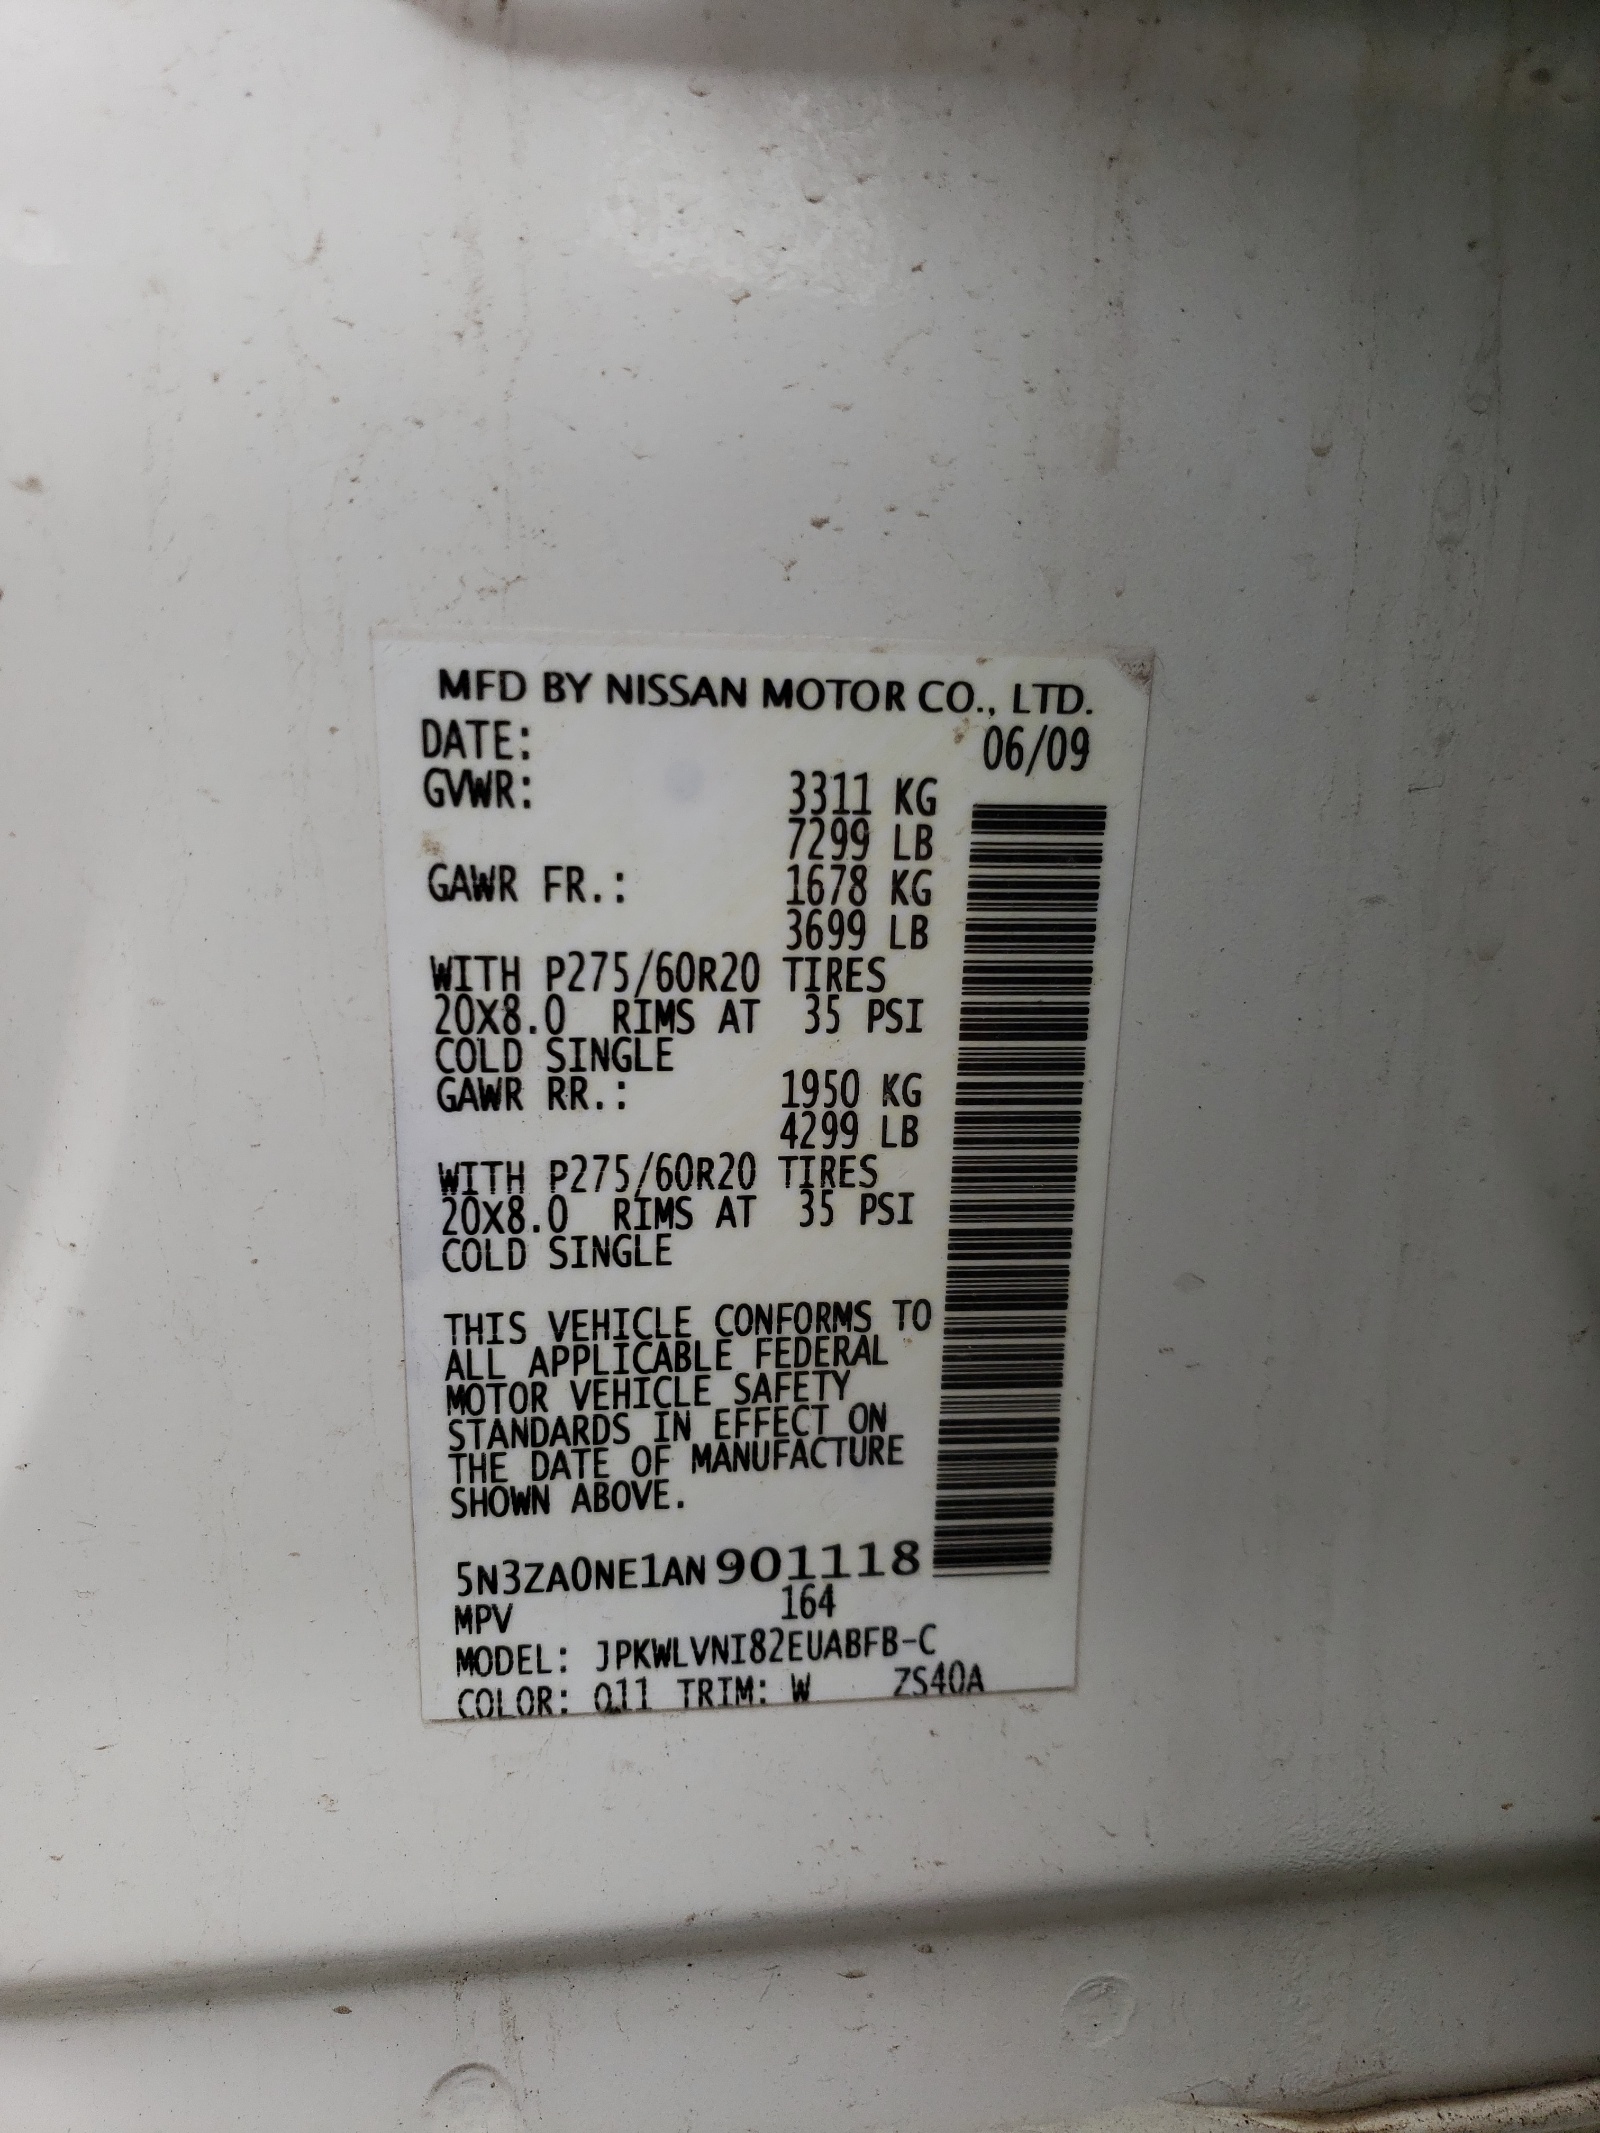 MFD BY NISSAN MOTOR CO., LTD.
DATE: 06/09
GVWR: 3311 KG
7299 LB
GAWR FR.: 1678 KG
3699 LB
WITH P275/60R20 TIRES
20X8.0 RIMS AT 35 PSI
COLD SINGLE
GAWR RR.: 1950 KG
4299 LB
WITH P275/60R20 TIRES
20X8.0 RIMS AT 35 PSI
COLD SINGLE
THIS VEHICLE CONFORMS TO
ALL APPLICABLE FEDERAL
MOTOR VEHICLE SAFETY
STANDARDS IN EFFECT ON
THE DATE OF MANUFACTURE
SHOWN ABOVE.
5N3ZA0NE1AN901118
MPV 164
MODEL: JPKWLVNI82EUABFB-C
COLOR: Q11 TRIM: W ZS40A